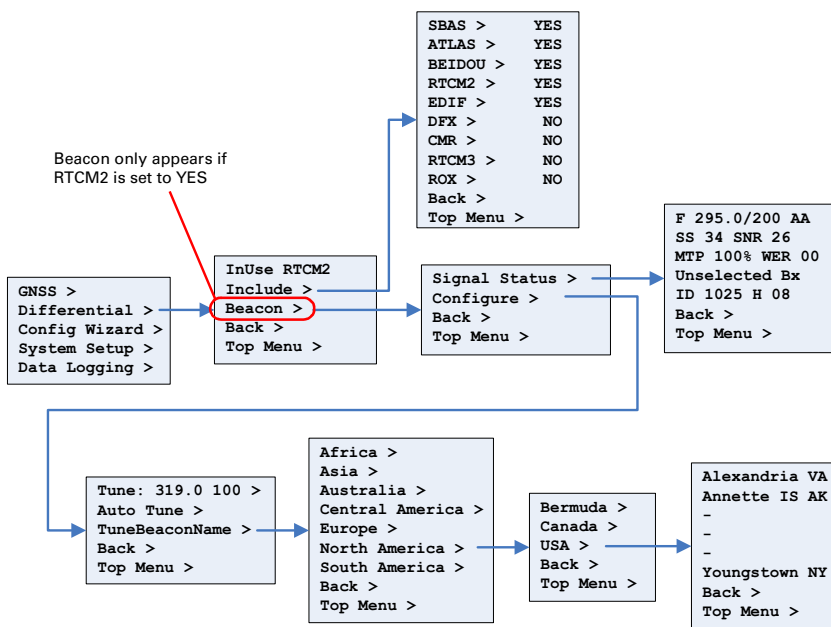 SBAS > YES
ATLAS > YES
BEIDOU > YES
RTCM2 > YES
EDIF > YES
DFX > NO
CMR > NO
RTCM3 > NO
ROX > NO
Back >
Top Menu >
Beacon only appears if
RTCM2 is set to YES
GNSS >
Differential >
Config Wizard >
System Setup >
Data Logging >
InUse RTCM2
Include >
Beacon >
Back >
Top Menu >
Signal Status >
Configure >
Back >
Top Menu >
F 295.0/200 AA
SS 34 SNR 26
MTP 100% WER 00
Unselected Bx
ID 1025 H 08
Back >
Top Menu >
Tune: 319.0 100 >
Auto Tune >
TuneBeaconName >
Back >
Top Menu >
Africa >
Asia >
Australia >
Central America >
Europe >
North America >
South America >
Back >
Top Menu >
Bermuda >
Canada >
USA >
Back >
Top Menu >
Alexandria VA
Annette IS AK
-
-
-
Youngstown NY
Back >
Top Menu >